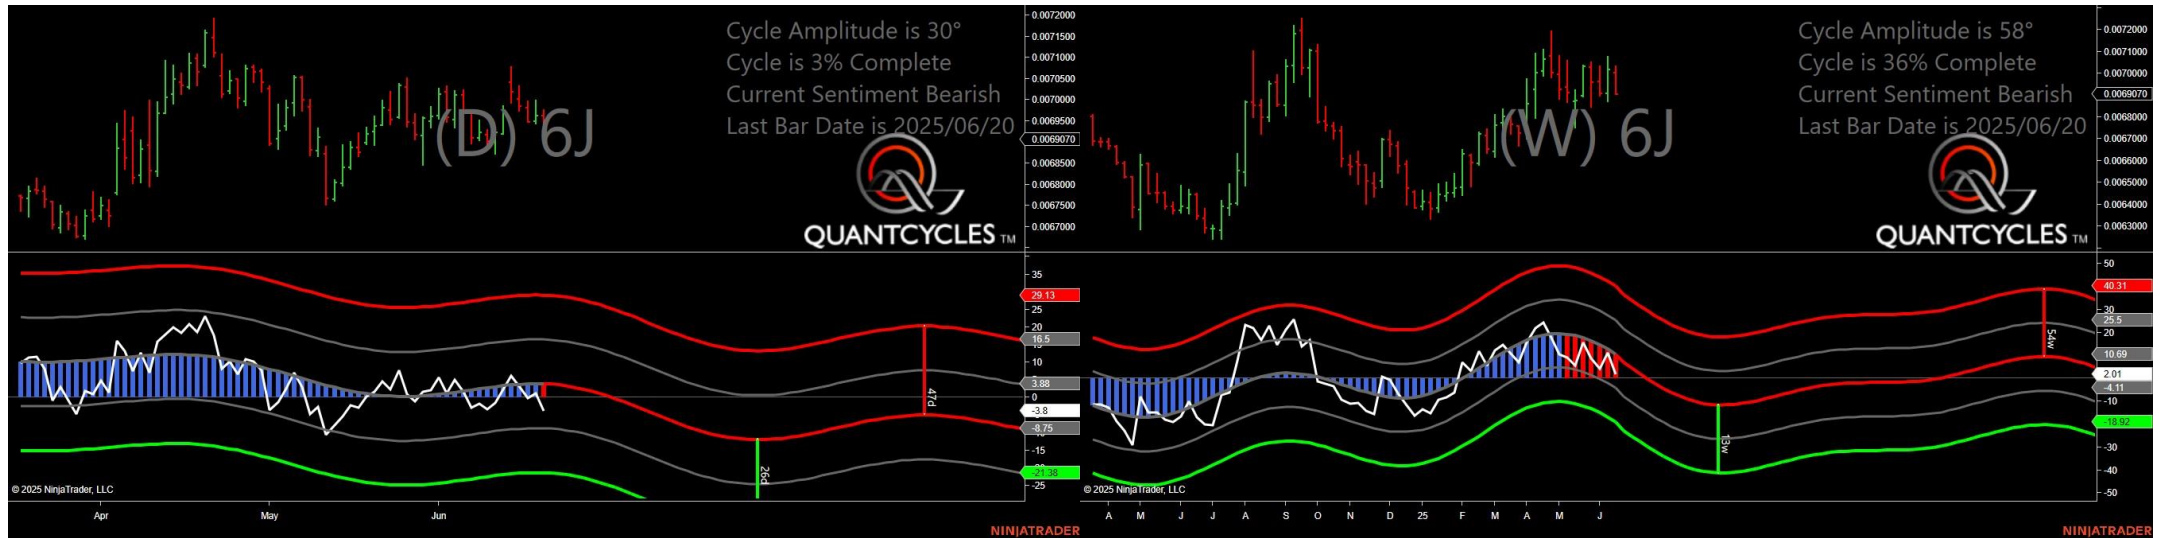 Cycle Amplitude is 30°
Cycle is 3% Complete
Current Sentiment Bearish
Last Bar Date is 2025/06/20
(D) 6J
QUANTCYCLES TM
0.0072000
0.0071500
0.0071000
0.0070500
0.0070000
0.0069500
0.0069070
0.0068500
0.0068000
0.0067500
0.0067000
35
29.13
25
20
16.5
10
3.88
0
-3.8
-8.75
-15
-21.38
-25
47d
26d
© 2025 NinjaTrader, LLC
Apr May Jun
NINJATRADER
Cycle Amplitude is 58°
Cycle is 36% Complete
Current Sentiment Bearish
Last Bar Date is 2025/06/20
(W) 6J
QUANTCYCLES TM
0.0072000
0.0071000
0.0070000
0.0069070
0.0068000
0.0067000
0.0066000
0.0065000
0.0064000
0.0063000
50
40.31
30
25.5
20
10.69
2.01
-4.11
-10
-18.92
-30
-40
-50
54w
13w
© 2025 NinjaTrader, LLC
A M J J A S O N D 25 F M A M J
NINJATRADER